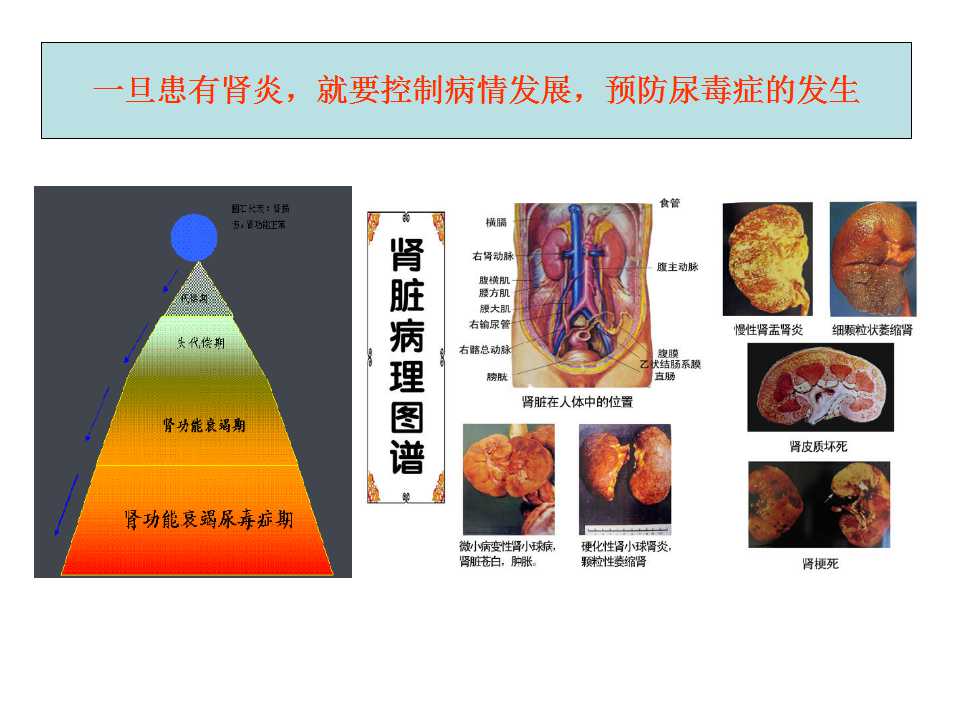 一旦患有肾炎，就要控制病情发展，预防尿毒症的发生
代偿期
失代偿期
肾功能衰竭期
肾功能衰竭尿毒症期
肾脏病理图谱
食管
横膈
右肾动脉
腹主动脉
腹横肌
腰方肌
腰大肌
右输尿管
右髂总动脉
腹膜
乙状结肠系膜
直肠
膀胱
肾脏在人体中的位置
微小病变性肾小球病，
肾脏苍白，肿胀。
硬化性肾小球肾炎，
颗粒性萎缩肾
慢性肾盂肾炎
细颗粒状萎缩肾
肾皮质坏死
肾梗死